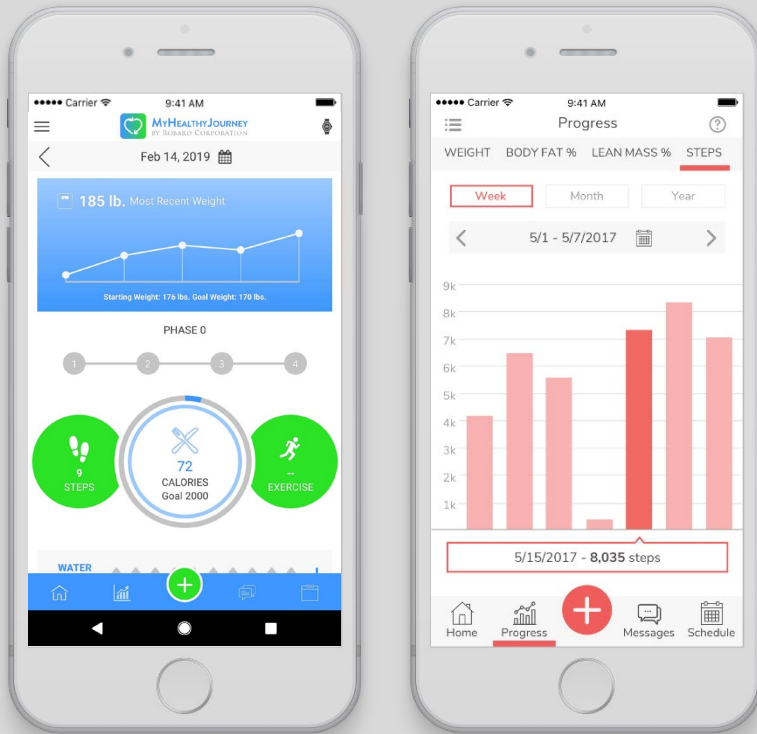 ●●●●● Carrier 9:41 AM
MYHEALTHYJOURNEY
BY ROBARD CORPORATION
Feb 14, 2019
185 lb. Most Recent Weight
Starting Weight: 176 lbs. Goal Weight: 170 lbs.
PHASE 0
1 2 3 4
9
STEPS
72
CALORIES
Goal 2000
--
EXERCISE
WATER
●●●●● Carrier 9:41 AM
Progress
WEIGHT BODY FAT % LEAN MASS % STEPS
Week Month Year
5/1 - 5/7/2017
9k
8k
7k
6k
5k
4k
3k
2k
1k
5/15/2017 - 8,035 steps
Home Progress Messages Schedule